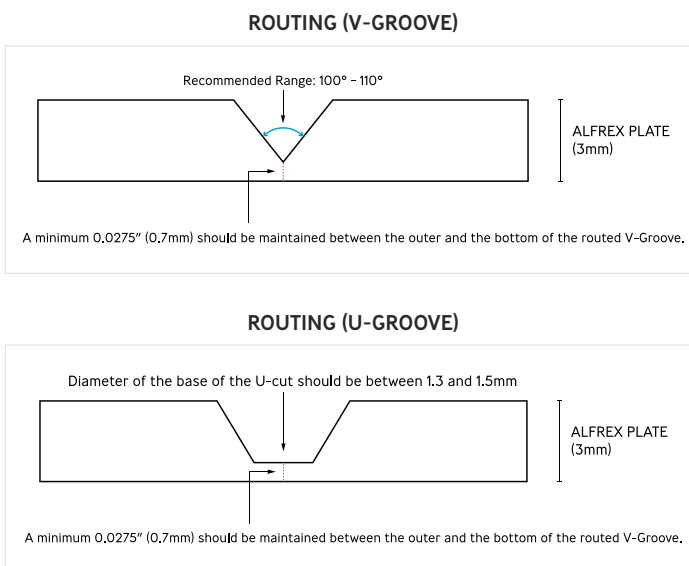 ROUTING (V-GROOVE)
Recommended Range: 100° - 110°
ALFREX PLATE
(3mm)
A minimum 0.0275" (0.7mm) should be maintained between the outer and the bottom of the routed V-Groove.
ROUTING (U-GROOVE)
Diameter of the base of the U-cut should be between 1.3 and 1.5mm
ALFREX PLATE
(3mm)
A minimum 0.0275" (0.7mm) should be maintained between the outer and the bottom of the routed V-Groove.